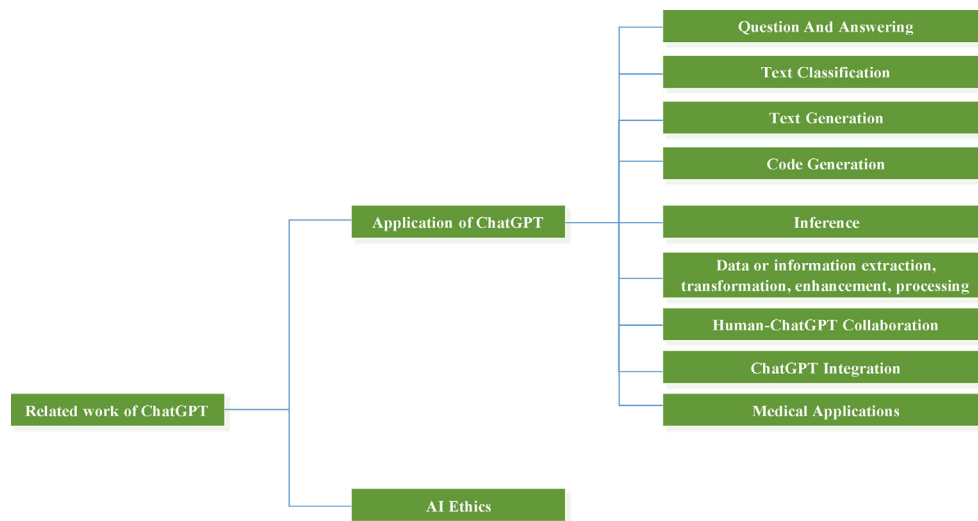 Question And Answering
Text Classification
Text Generation
Code Generation
Application of ChatGPT
Inference
Data or information extraction,
transformation, enhancement, processing
Human-ChatGPT Collaboration
ChatGPT Integration
Related work of ChatGPT
Medical Applications
AI Ethics